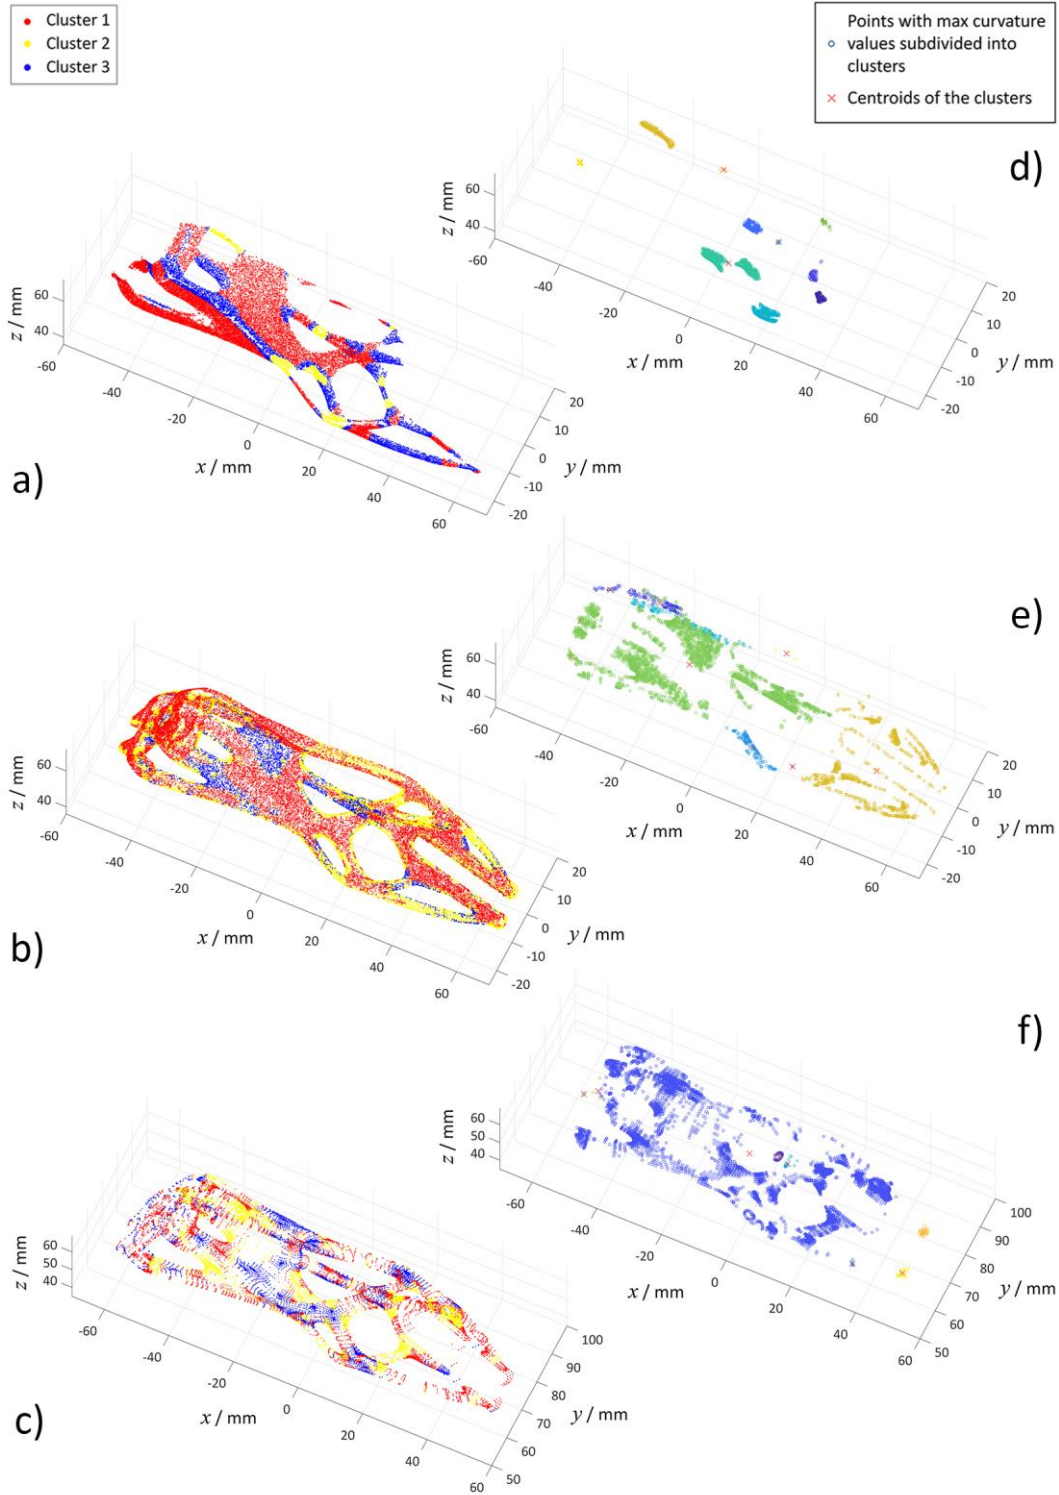 Cluster 1
Cluster 2
Cluster 3
Points with max curvature
values subdivided into
clusters
Centroids of the clusters
d)
60
40
z / mm
-60
-40
-20
0
20
40
60
x / mm
20
10
0
-10
-20
y / mm
60
40
z / mm
-60
-40
-20
0
20
40
60
x / mm
20
10
0
-10
-20
y / mm
a)
e)
60
40
z / mm
-60
-40
-20
0
20
40
60
x / mm
20
10
0
-10
-20
y / mm
60
40
z / mm
-60
-40
-20
0
20
40
60
x / mm
20
10
0
-10
-20
y / mm
b)
f)
60
50
40
z / mm
-60
-40
-20
0
20
40
60
x / mm
100
90
80
70
60
50
y / mm
60
50
40
z / mm
-60
-40
-20
0
20
40
60
x / mm
100
90
80
70
60
50
y / mm
c)